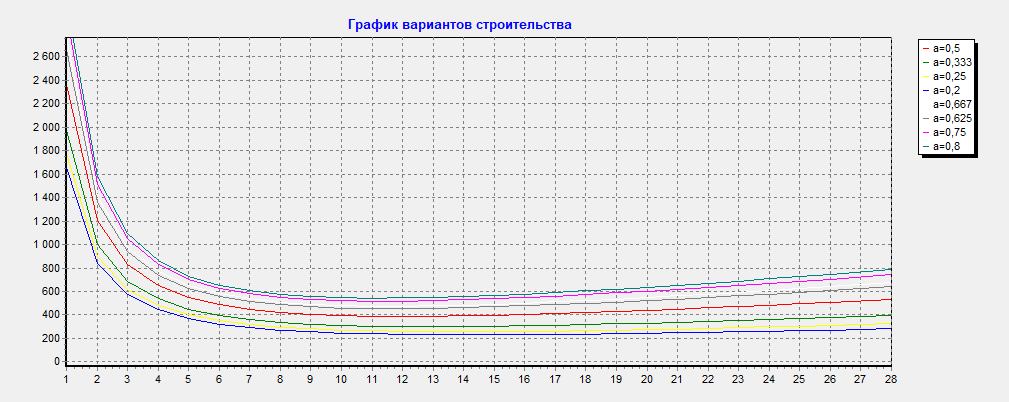 График вариантов строительства
2 600
2 400
2 200
2 000
1 800
1 600
1 400
1 200
1 000
800
600
400
200
0
1 2 3 4 5 6 7 8 9 10 11 12 13 14 15 16 17 18 19 20 21 22 23 24 25 26 27 28
a=0,5
a=0,333
a=0,25
a=0,2
a=0,667
a=0,625
a=0,75
a=0,8